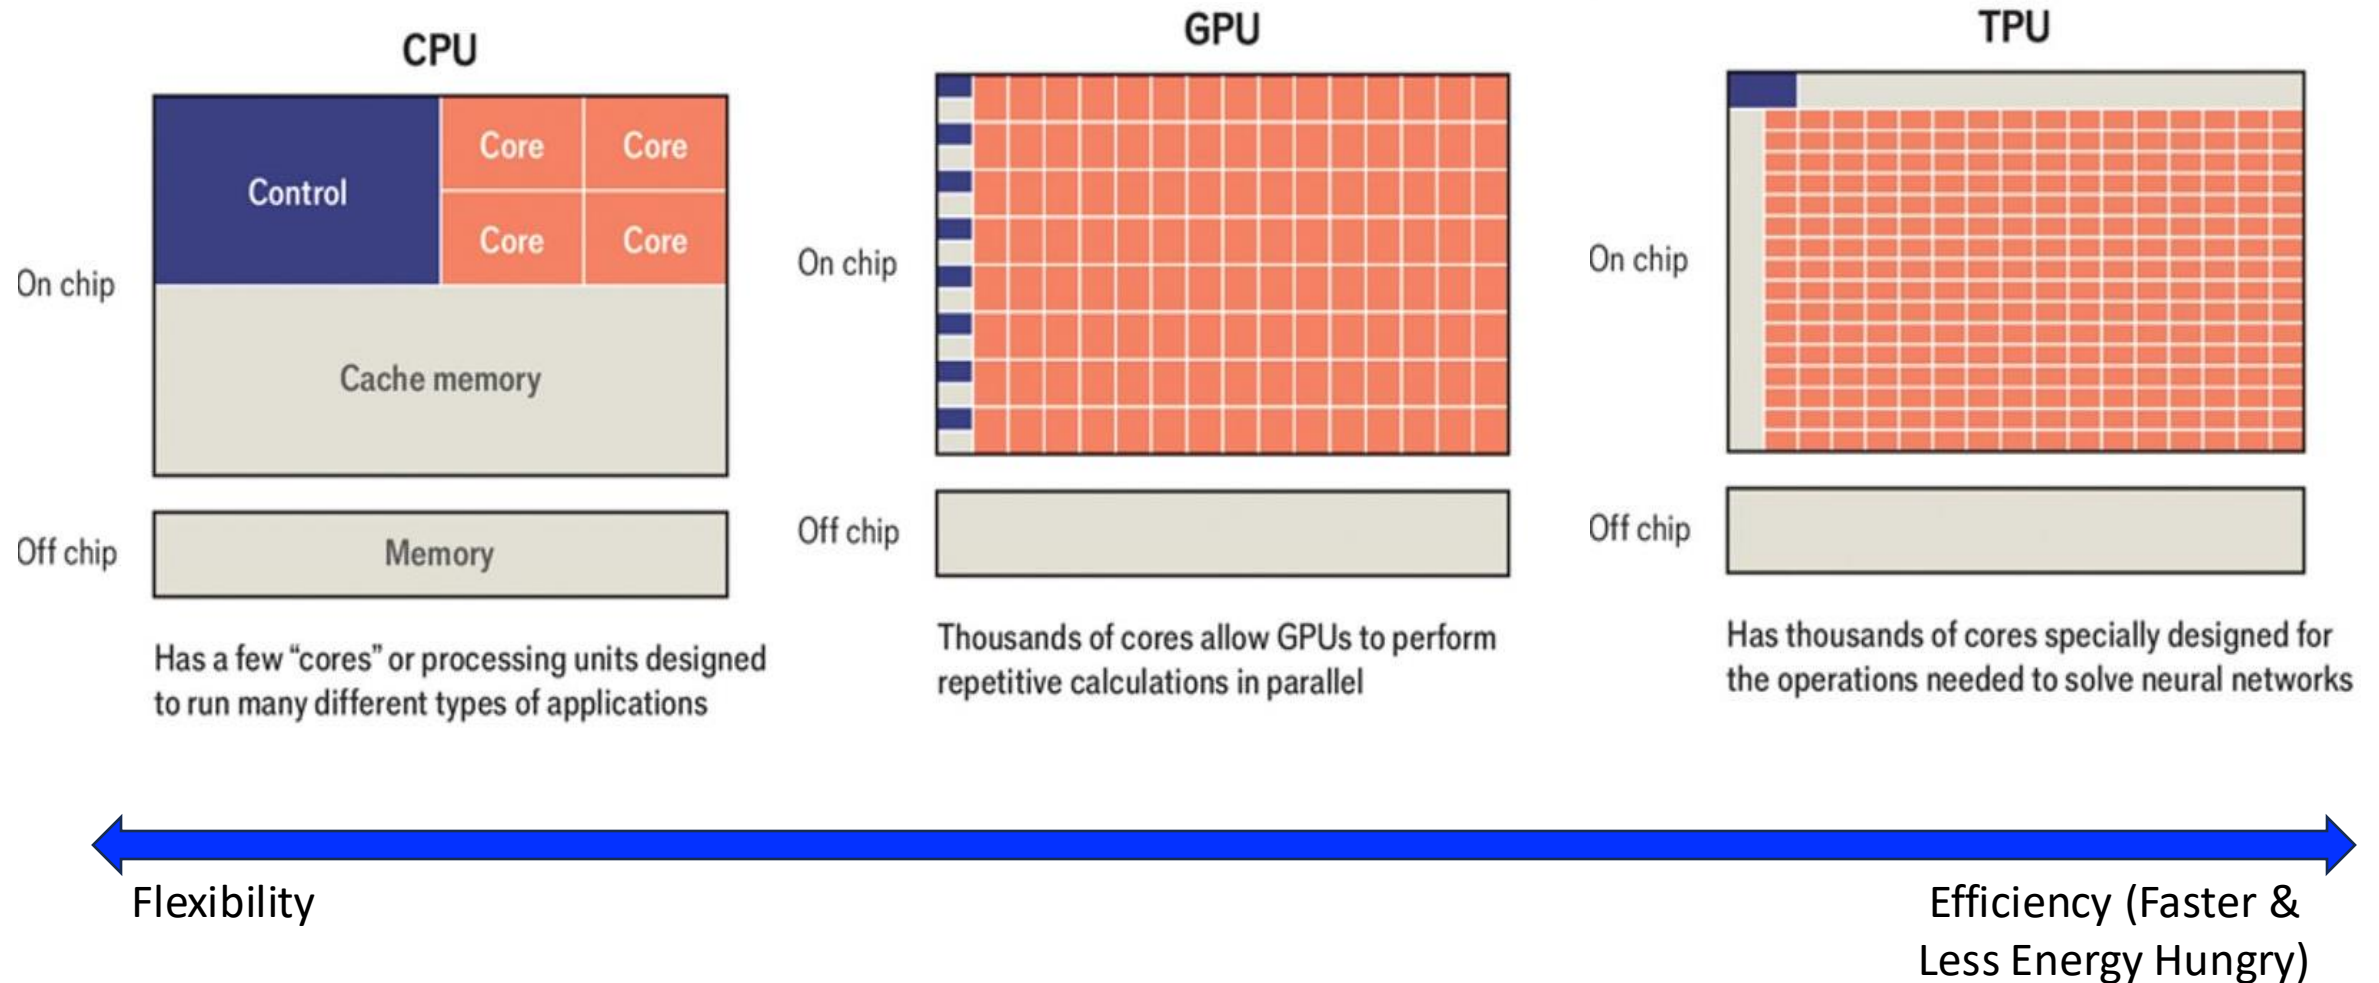 CPU
Control
Core
Core
Core
Core
Cache memory
On chip
Off chip
Memory
Has a few “cores” or processing units designed
to run many different types of applications
GPU
On chip
Off chip
Thousands of cores allow GPUs to perform
repetitive calculations in parallel
TPU
On chip
Off chip
Has thousands of cores specially designed for
the operations needed to solve neural networks
Flexibility
Efficiency (Faster &
Less Energy Hungry)